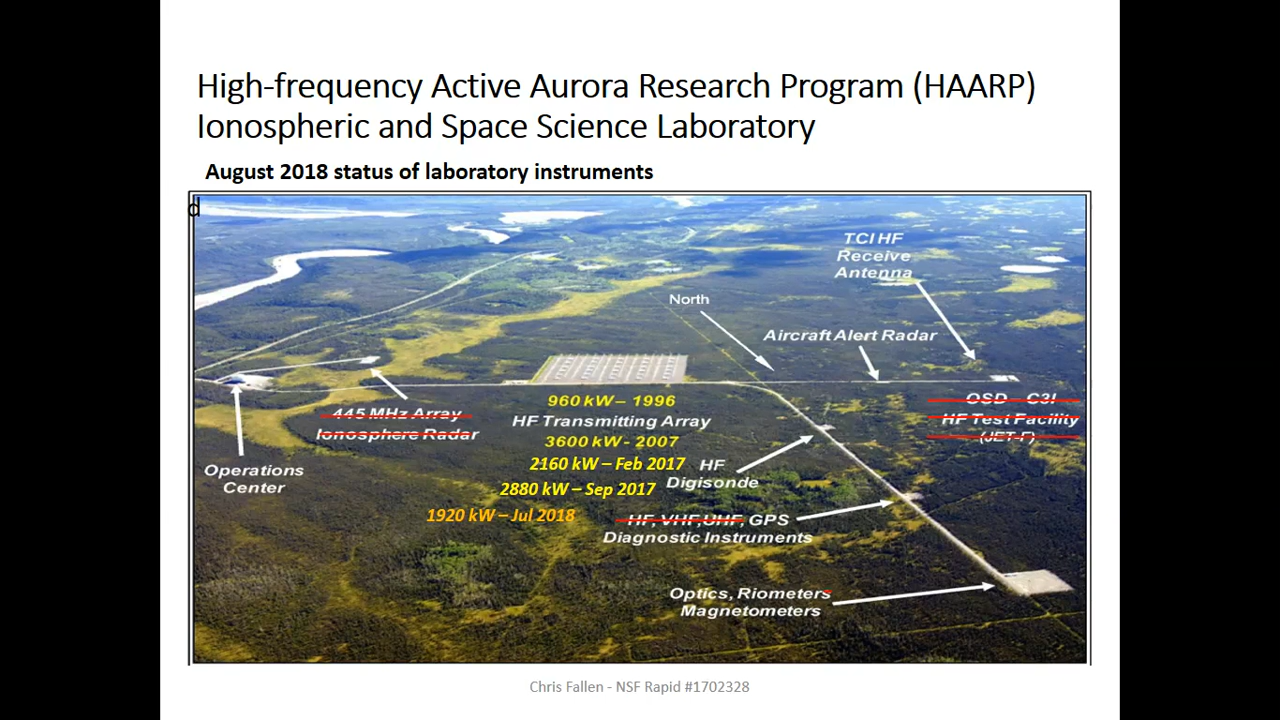 High-frequency Active Aurora Research Program (HAARP)
Ionospheric and Space Science Laboratory
August 2018 status of laboratory instruments
d
TCI HF
Receive
Antenna
North
Aircraft Alert Radar
960 kW – 1996
HF Transmitting Array
3600 kW - 2007
2160 kW – Feb 2017
2880 kW – Sep 2017
1920 kW – Jul 2018
445 MHz Array
Ionosphere Radar
OSD – C3I
HF Test Facility
(JET-F)
Operations
Center
HF
Digisonde
HF, VHF,UHF, GPS
Diagnostic Instruments
Optics, Riometers
Magnetometers
Chris Fallen - NSF Rapid #1702328